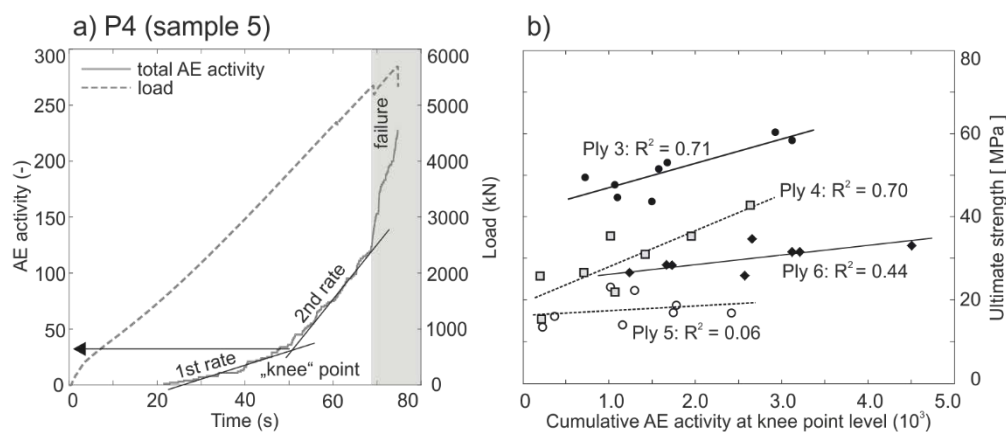 a) P4 (sample 5)
300
250
200
150
100
50
0
AE activity (-)
total AE activity
load
failure
2nd rate
1st rate
„knee“ point
6000
5000
4000
3000
2000
1000
0
Load (kN)
0 20 40 60 80
Time (s)
b)
Ply 3: R² = 0.71
Ply 4: R² = 0.70
Ply 6: R² = 0.44
Ply 5: R² = 0.06
80
60
40
20
0
Ultimate strength [ MPa]
0 1.0 2.0 3.0 4.0 5.0
Cumulative AE activity at knee point level (10³)